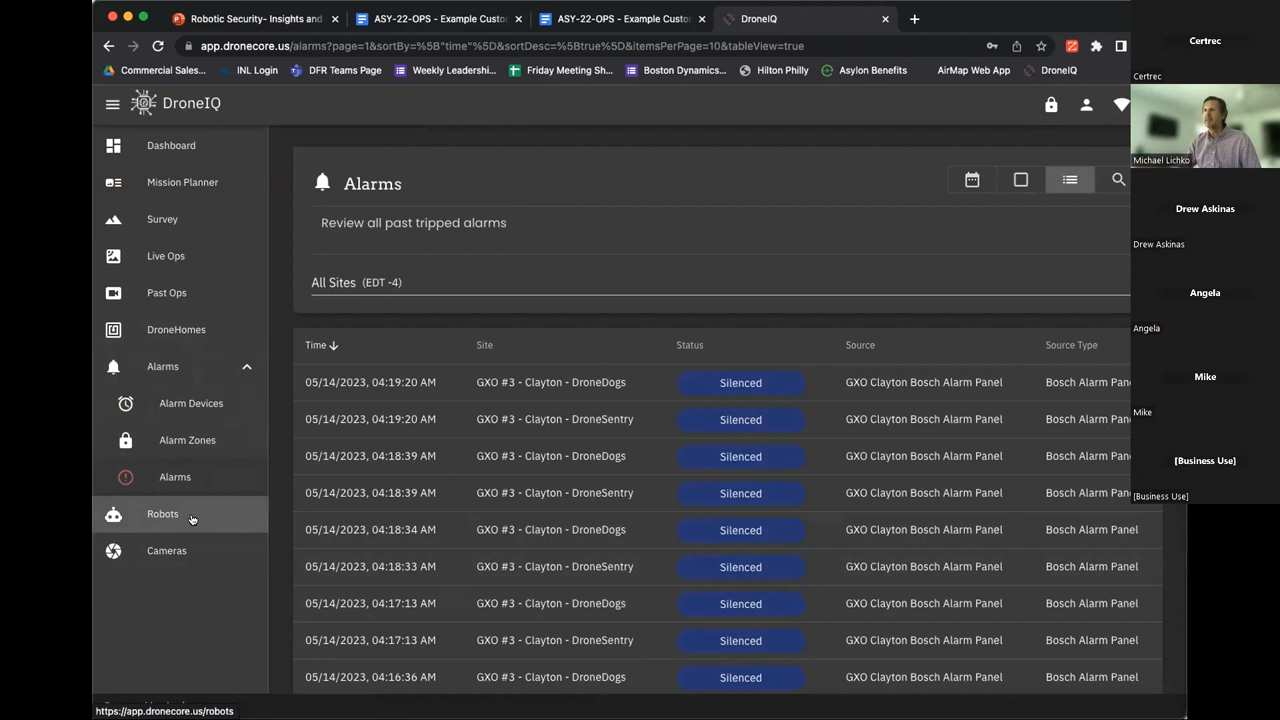 Robotic Security- Insights and
ASY-22-OPS - Example Custo
ASY-22-OPS - Example Custo
DroneIQ
app.dronecore.us/alarms?page=1&sortBy=%5B"time"%5D&sortDesc=%5Btrue%5D&itemsPerPage=10&tableView=true
Commercial Sales...
INL Login
DFR Teams Page
Weekly Leadershi...
Friday Meeting Sh...
Boston Dynamics...
Hilton Philly
Asylon Benefits
AirMap Web App
DroneIQ
DroneIQ
Dashboard
Mission Planner
Survey
Live Ops
Past Ops
DroneHomes
Alarms
Alarm Devices
Alarm Zones
Alarms
Robots
Cameras
Alarms
Review all past tripped alarms
All Sites (EDT -4)
Time Site Status Source Source Type
05/14/2023, 04:19:20 AM GXO #3 - Clayton - DroneDogs Silenced GXO Clayton Bosch Alarm Panel Bosch Alarm Pan
05/14/2023, 04:19:20 AM GXO #3 - Clayton - DroneSentry Silenced GXO Clayton Bosch Alarm Panel Bosch Alarm Pan
05/14/2023, 04:18:39 AM GXO #3 - Clayton - DroneDogs Silenced GXO Clayton Bosch Alarm Panel Bosch Alarm Pan
05/14/2023, 04:18:39 AM GXO #3 - Clayton - DroneSentry Silenced GXO Clayton Bosch Alarm Panel Bosch Alarm Pan
05/14/2023, 04:18:34 AM GXO #3 - Clayton - DroneDogs Silenced GXO Clayton Bosch Alarm Panel Bosch Alarm Panel
05/14/2023, 04:18:33 AM GXO #3 - Clayton - DroneSentry Silenced GXO Clayton Bosch Alarm Panel Bosch Alarm Panel
05/14/2023, 04:17:13 AM GXO #3 - Clayton - DroneDogs Silenced GXO Clayton Bosch Alarm Panel Bosch Alarm Panel
05/14/2023, 04:17:13 AM GXO #3 - Clayton - DroneSentry Silenced GXO Clayton Bosch Alarm Panel Bosch Alarm Panel
05/14/2023, 04:16:36 AM GXO #3 - Clayton - DroneDogs Silenced GXO Clayton Bosch Alarm Panel Bosch Alarm Panel
https://app.dronecore.us/robots
Certrec
Certrec
Michael Lichko
Drew Askinas
Drew Askinas
Angela
Angela
Mike
Mike
[Business Use]
[Business Use]